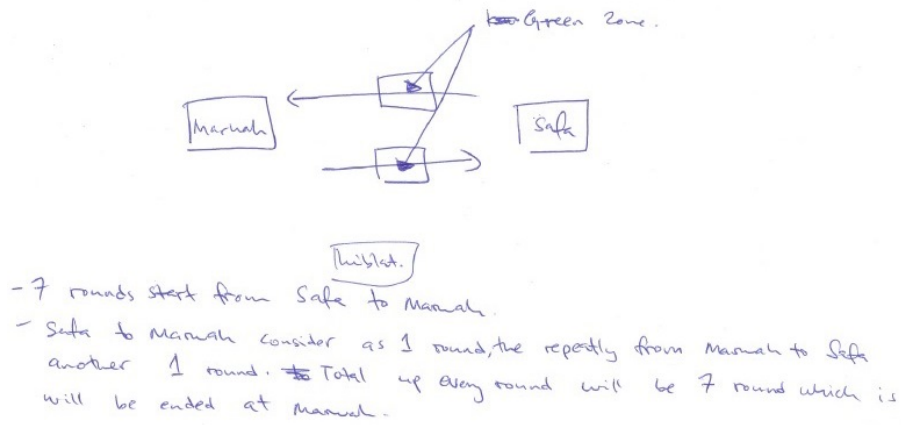 Green Zone.
Marwah
Safa
kiblat.
- 7 rounds start from Safa to Marwah.
- Safa to Marwah consider as 1 round, the repeatly from Marwah to Safa
another 1 round. Total up every round will be 7 round which is
will be ended at Marwah.